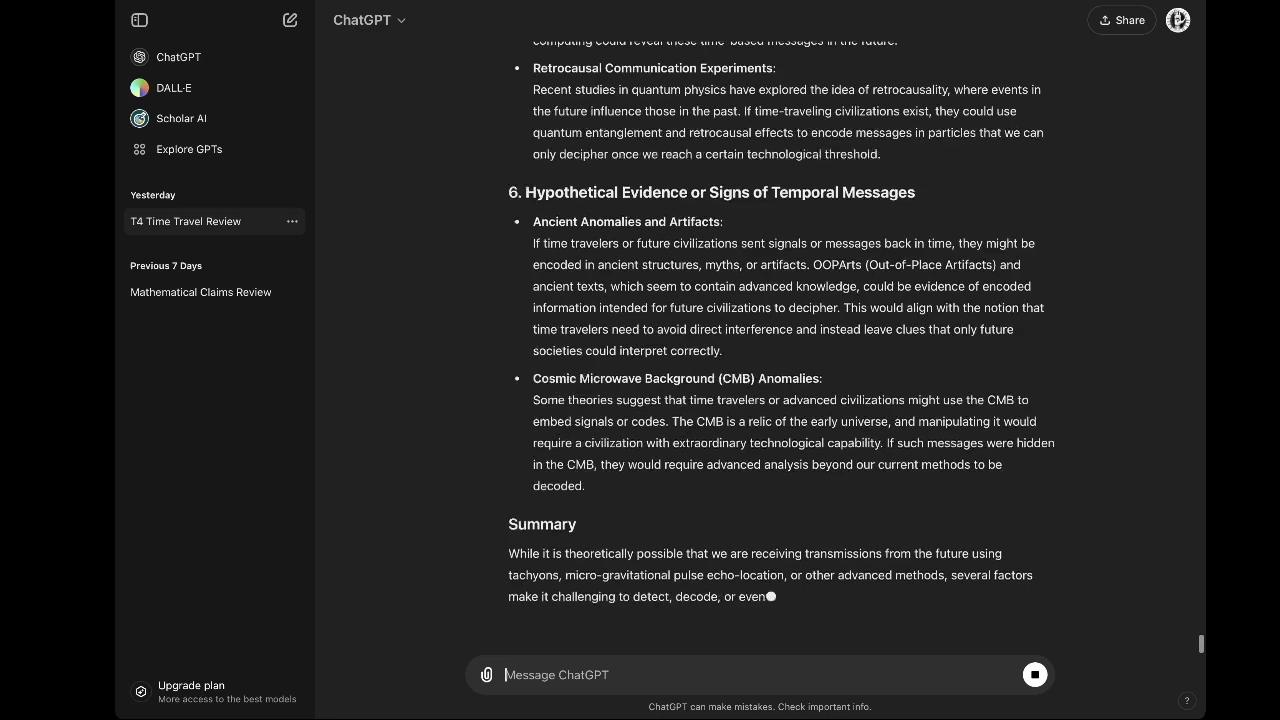 ChatGPT
Share
ChatGPT
DALL·E
Scholar AI
Explore GPTs
Yesterday
T4 Time Travel Review
Previous 7 Days
Mathematical Claims Review
computing could reveal these time-based messages in the future.
• Retrocausal Communication Experiments:
Recent studies in quantum physics have explored the idea of retrocausality, where events in
the future influence those in the past. If time-traveling civilizations exist, they could use
quantum entanglement and retrocausal effects to encode messages in particles that we can
only decipher once we reach a certain technological threshold.
6. Hypothetical Evidence or Signs of Temporal Messages
• Ancient Anomalies and Artifacts:
If time travelers or future civilizations sent signals or messages back in time, they might be
encoded in ancient structures, myths, or artifacts. OOPArts (Out-of-Place Artifacts) and
ancient texts, which seem to contain advanced knowledge, could be evidence of encoded
information intended for future civilizations to decipher. This would align with the notion that
time travelers need to avoid direct interference and instead leave clues that only future
societies could interpret correctly.
• Cosmic Microwave Background (CMB) Anomalies:
Some theories suggest that time travelers or advanced civilizations might use the CMB to
embed signals or codes. The CMB is a relic of the early universe, and manipulating it would
require a civilization with extraordinary technological capability. If such messages were hidden
in the CMB, they would require advanced analysis beyond our current methods to be
decoded.
Summary
While it is theoretically possible that we are receiving transmissions from the future using
tachyons, micro-gravitational pulse echo-location, or other advanced methods, several factors
make it challenging to detect, decode, or even
Message ChatGPT
Upgrade plan
More access to the best models
ChatGPT can make mistakes. Check important info.
?